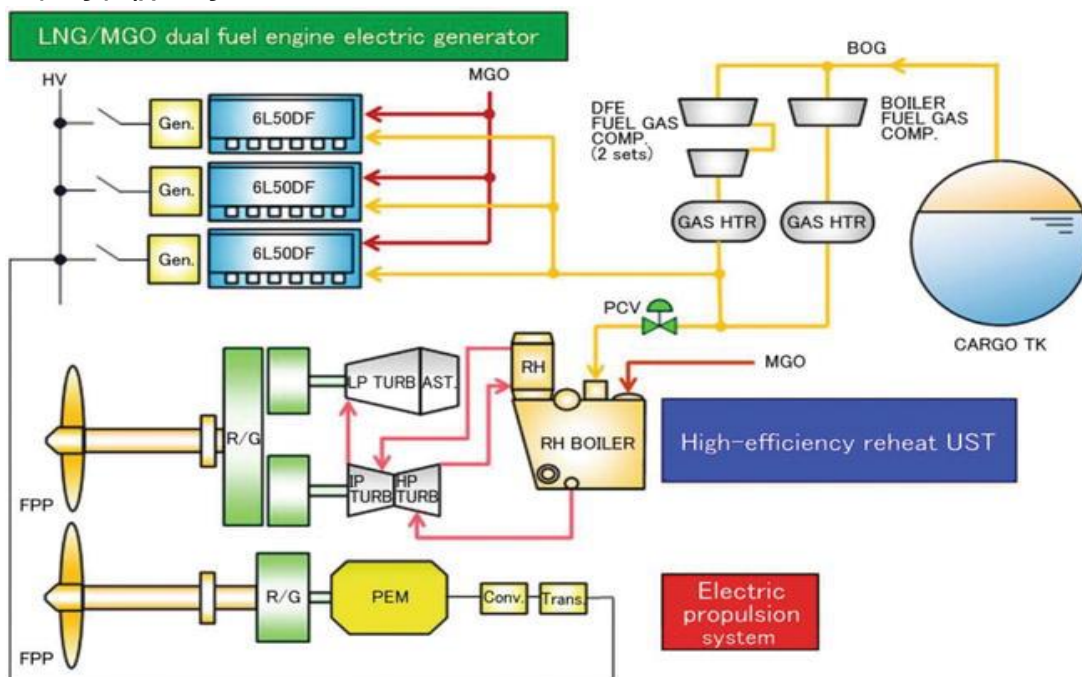 LNG/MGO dual fuel engine electric generator
HV
MGO
BOG
Gen.
6L50DF
Gen.
6L50DF
Gen.
6L50DF
DFE
FUEL GAS
COMP.
(2 sets)
BOILER
FUEL GAS
COMP.
GAS HTR
GAS HTR
PCV
CARGO TK
MGO
LP TURB
AST.
RH
R/G
RH BOILER
High-efficiency reheat UST
IP
TURB
HP
TURB
FPP
R/G
PEM
Conv.
Trans.
Electric
propulsion
system
FPP